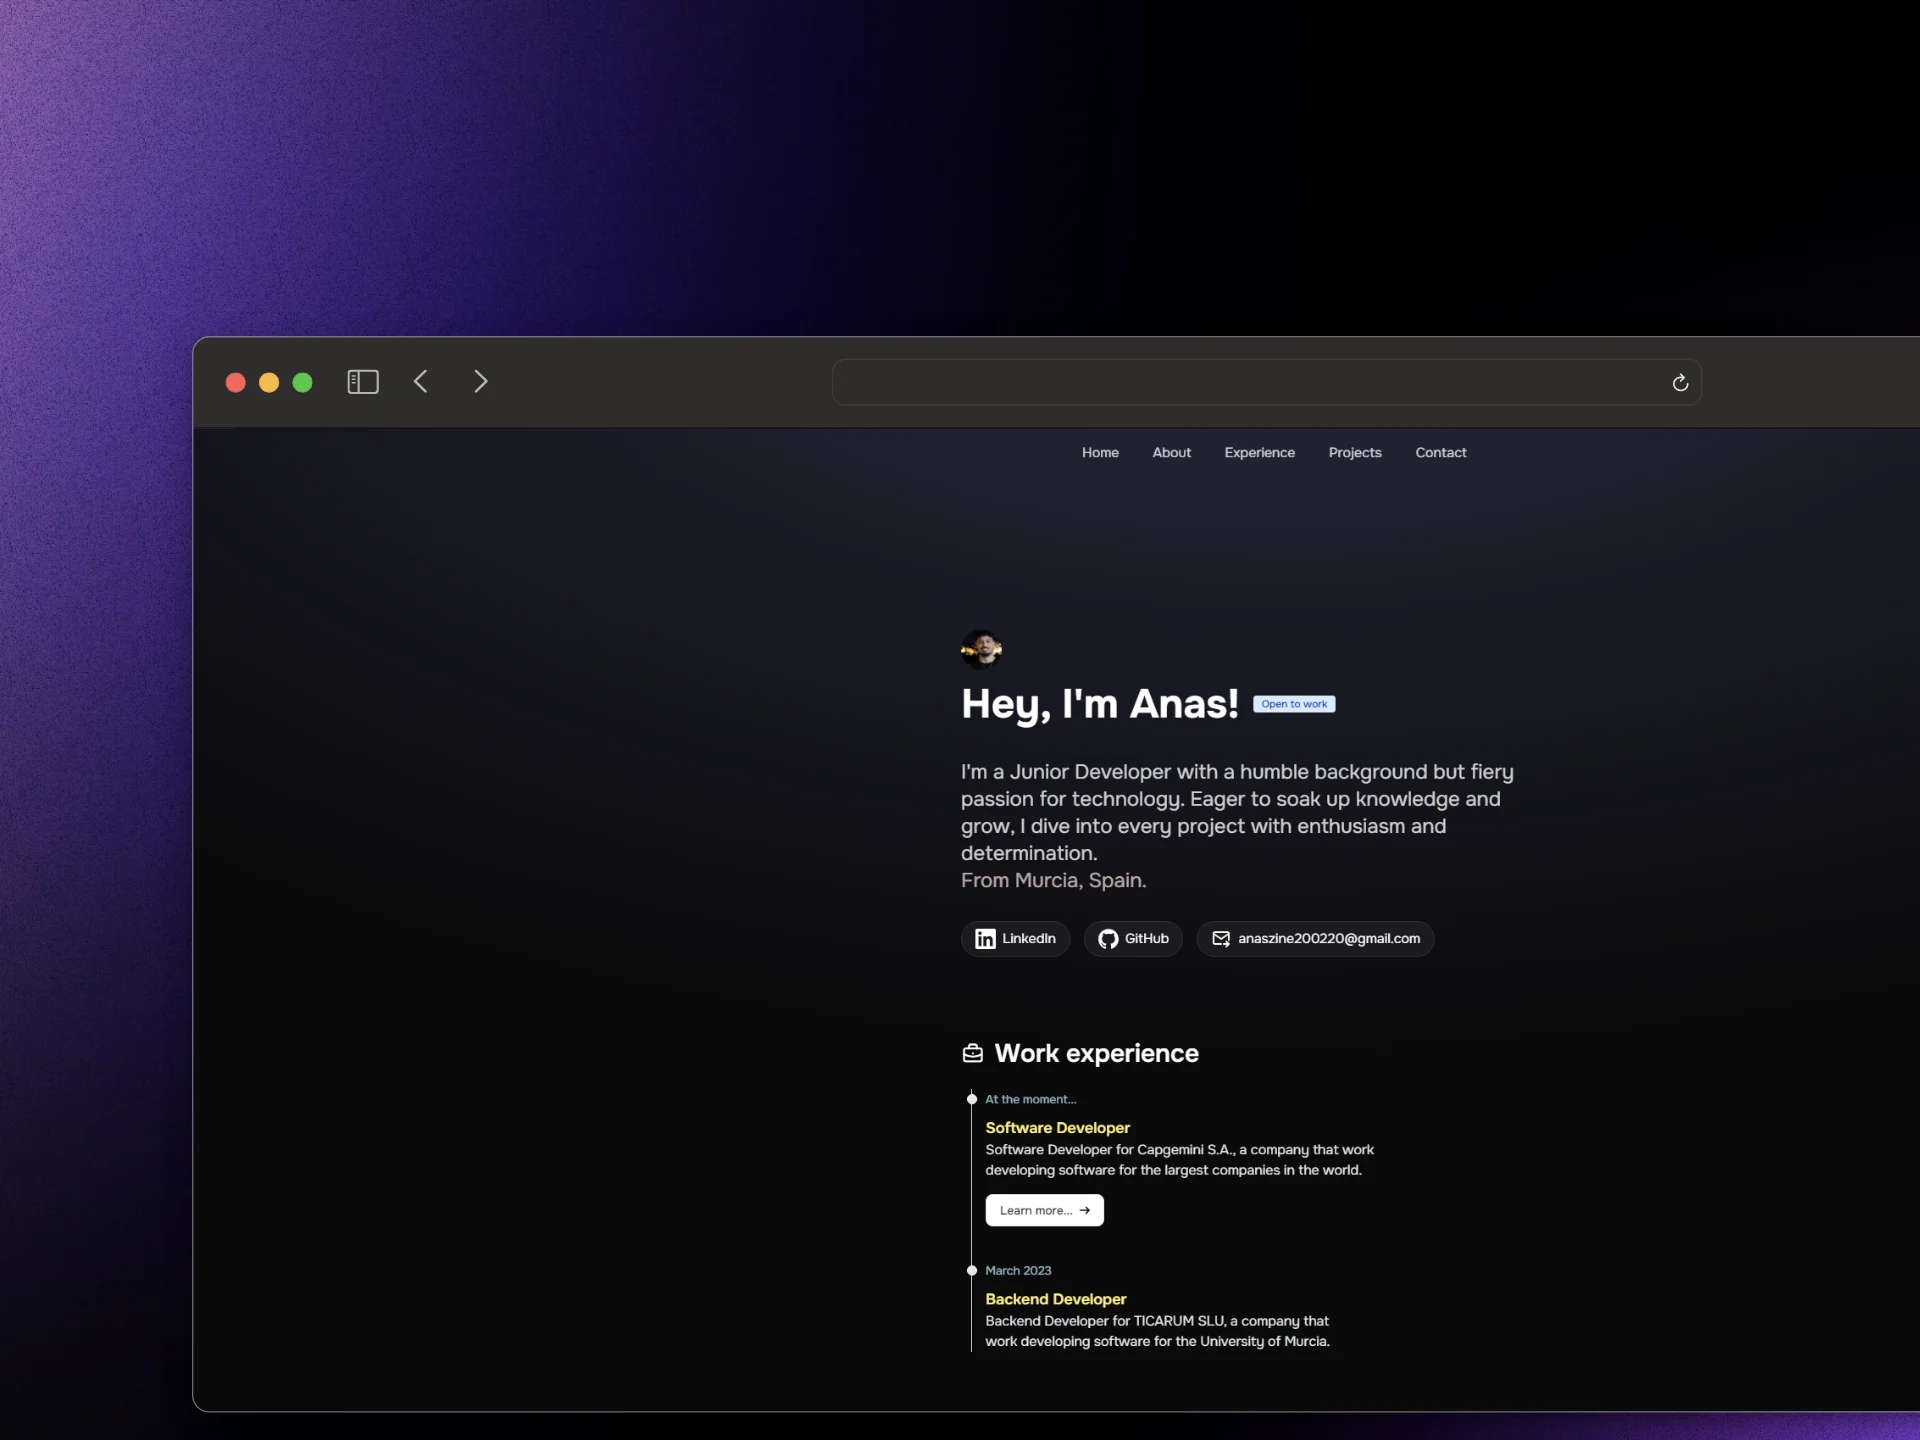 Home About Experience Projects Contact
Hey, I'm Anas! Open to work
I'm a Junior Developer with a humble background but fiery
passion for technology. Eager to soak up knowledge and
grow, I dive into every project with enthusiasm and
determination.
From Murcia, Spain.
LinkedIn GitHub anaszine200220@gmail.com
Work experience
At the moment...
Software Developer
Software Developer for Capgemini S.A., a company that work
developing software for the largest companies in the world.
Learn more... →
March 2023
Backend Developer
Backend Developer for TICARUM SLU, a company that
work developing software for the University of Murcia.